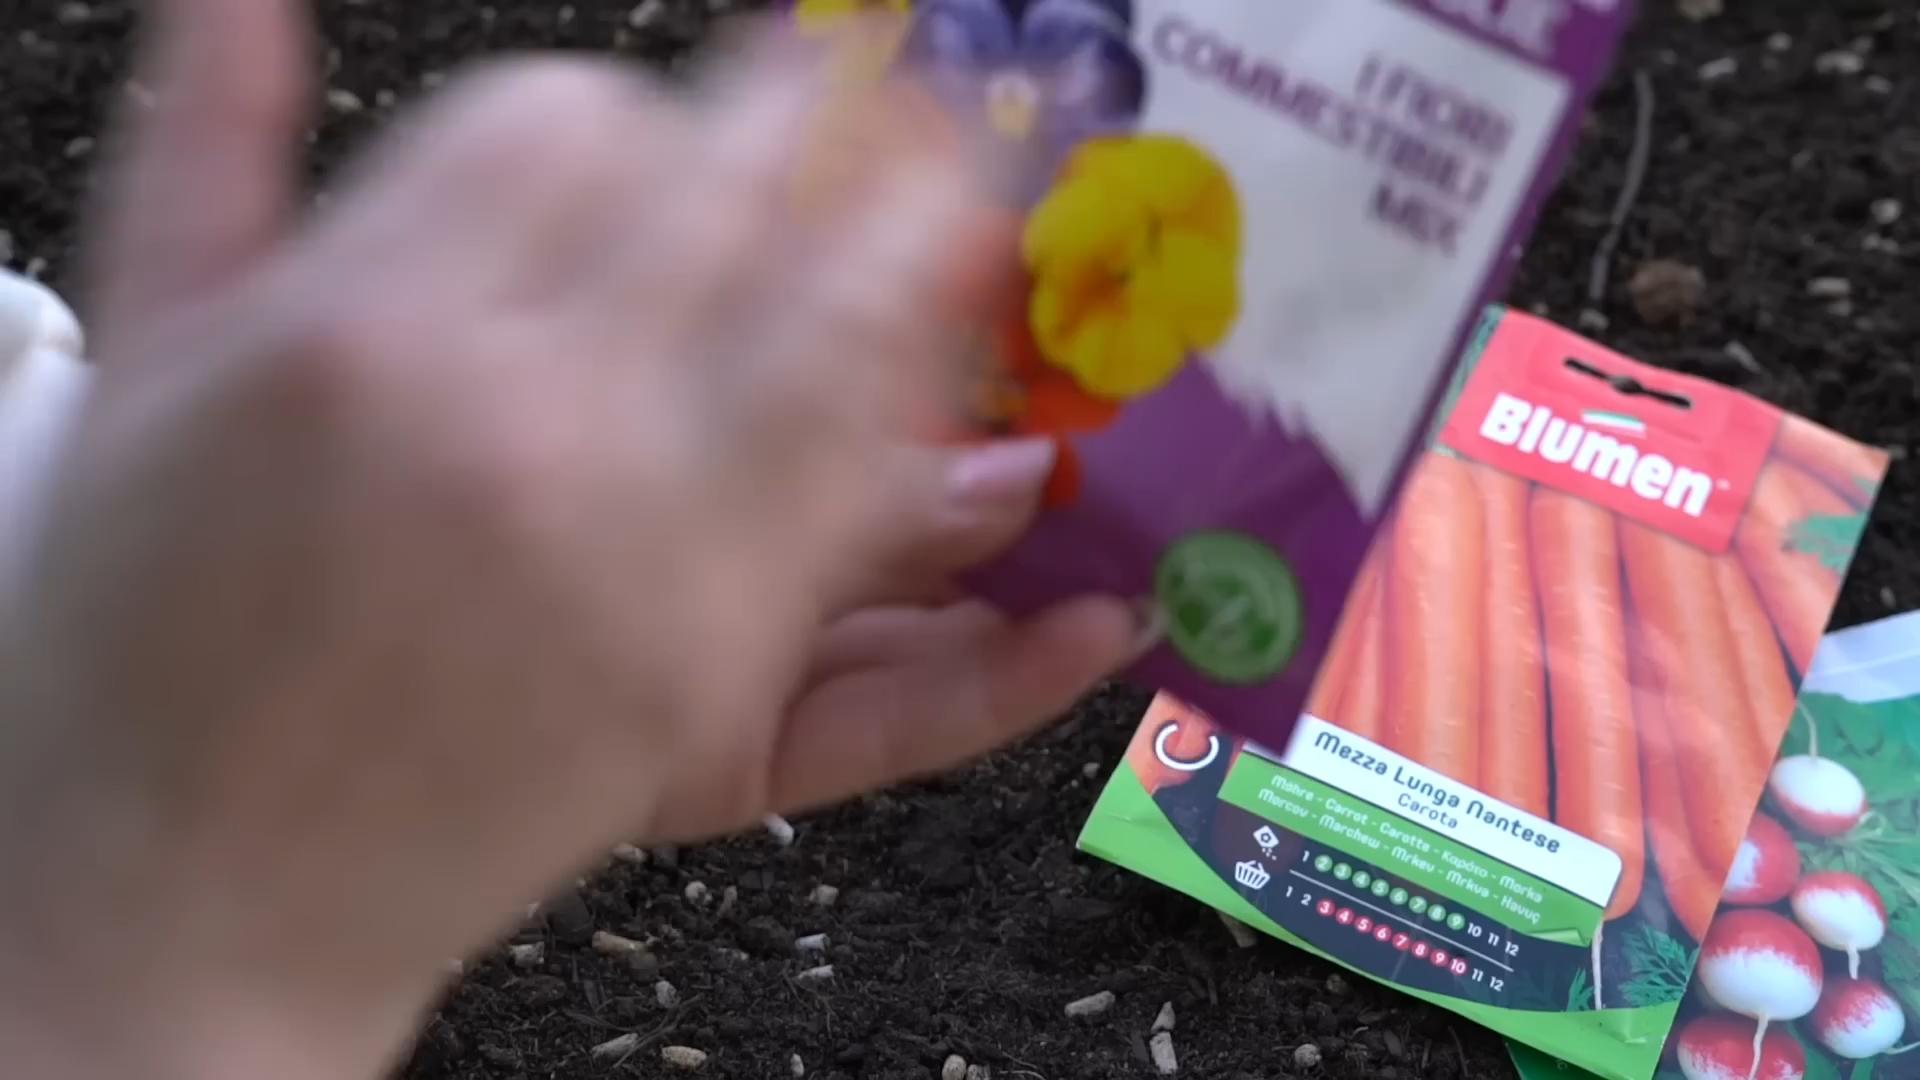 I FIORI
COMMESTIBILI
MIX
Blumen
Mezza Lunga Nantese
Carota
Möhre - Carrot - Carotte - Καρότο - Morka
Morcov - Marchew - Mrkev - Mrkva - Havuç
1 2 3 4 5 6 7 8 9 10 11 12
1 2 3 4 5 6 7 8 9 10 11 12